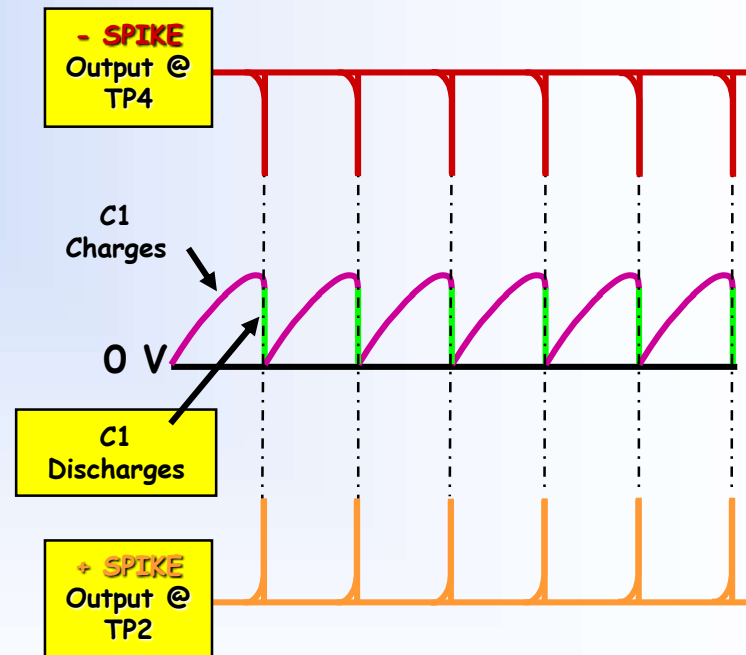 - SPIKE
Output @
TP4
C1
Charges
0 V
C1
Discharges
+ SPIKE
Output @
TP2